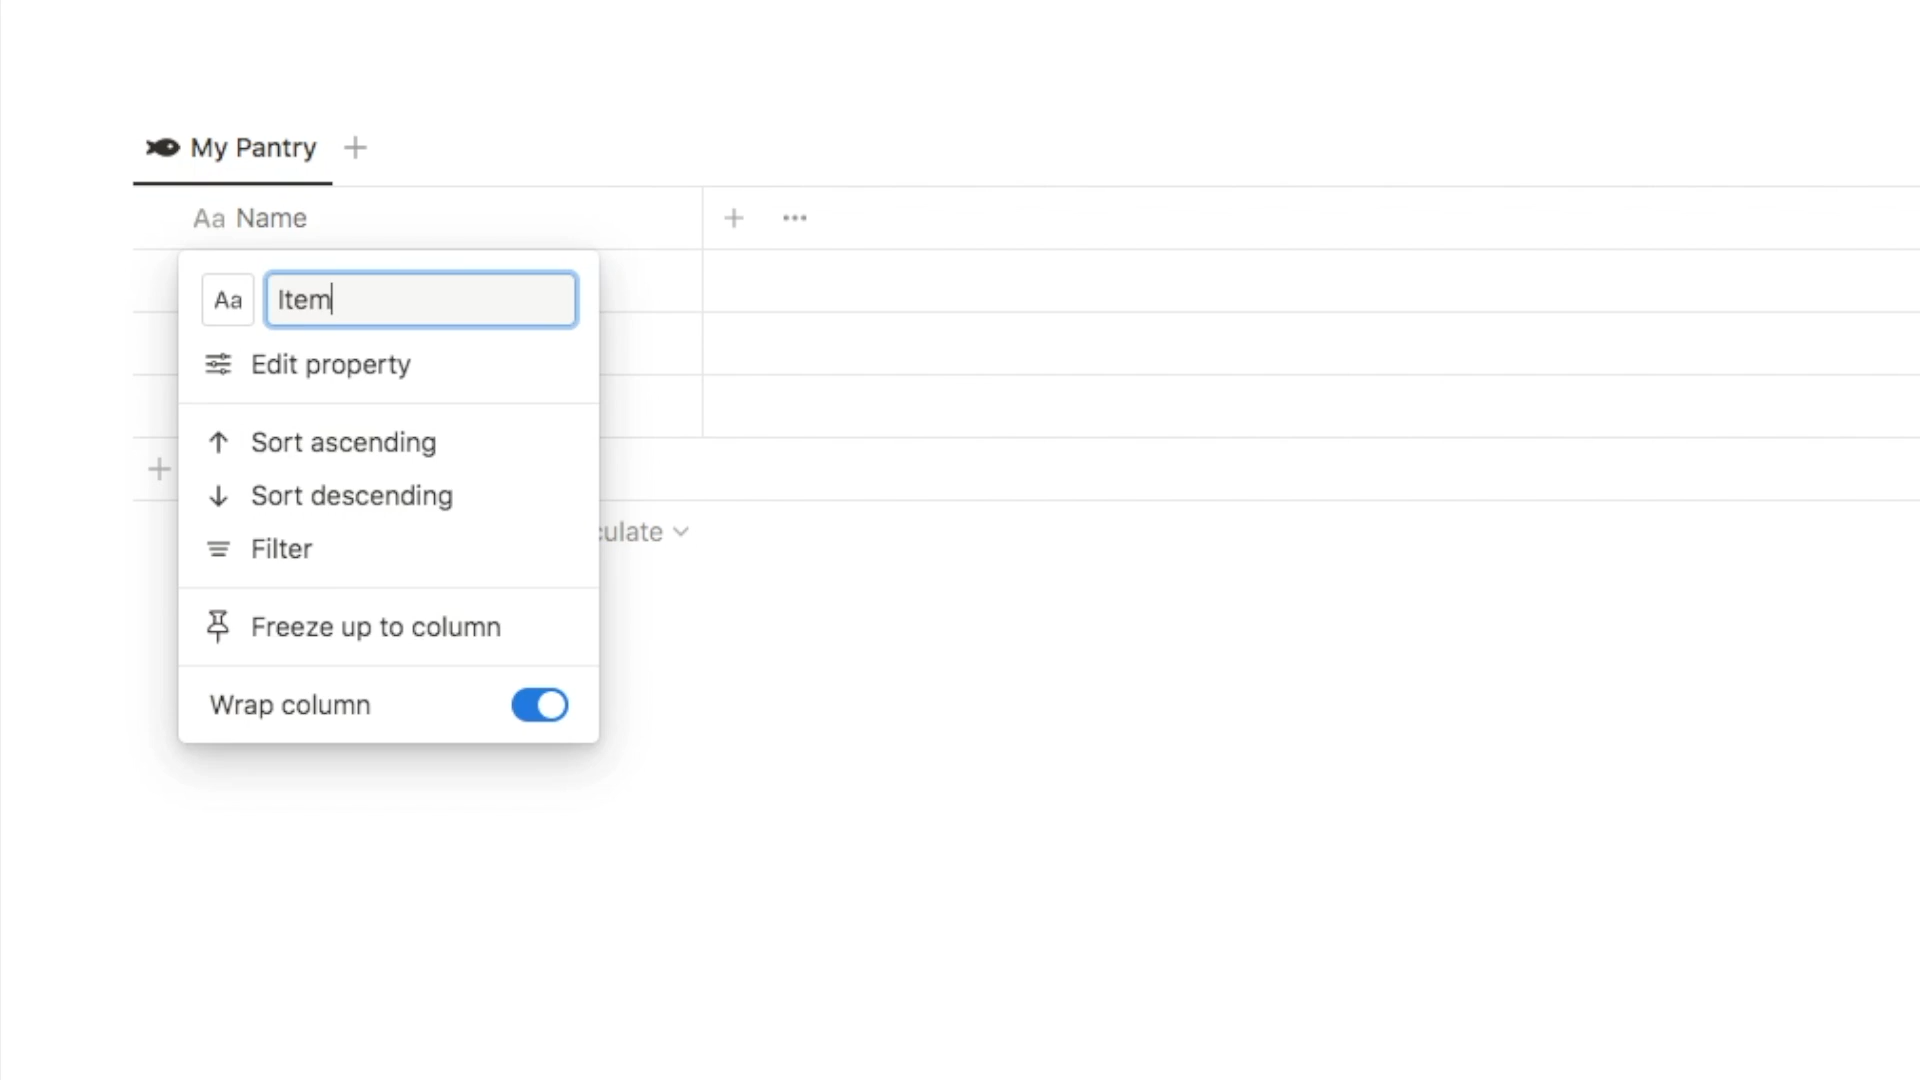 My Pantry
Aa Name
Aa Item
Edit property
Sort ascending
Sort descending
Filter
culate
Freeze up to column
Wrap column